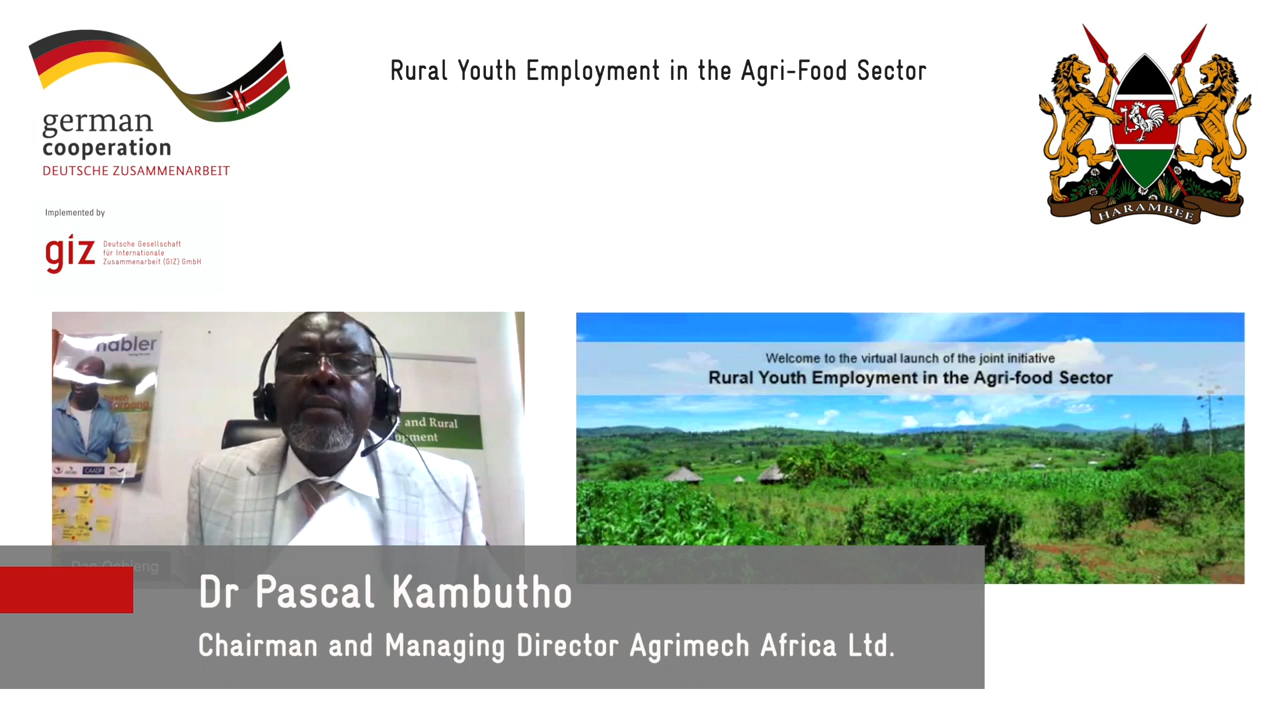 Rural Youth Employment in the Agri-Food Sector
german
cooperation
DEUTSCHE ZUSAMMENARBEIT
Implemented by
giz
Deutsche Gesellschaft
für Internationale
Zusammenarbeit (GIZ) GmbH
HARAMBEE
nabler
CAADP
e and Rural
opment
Welcome to the virtual launch of the joint initiative
Rural Youth Employment in the Agri-food Sector
Dr Pascal Kambutho
Chairman and Managing Director Agrimech Africa Ltd.